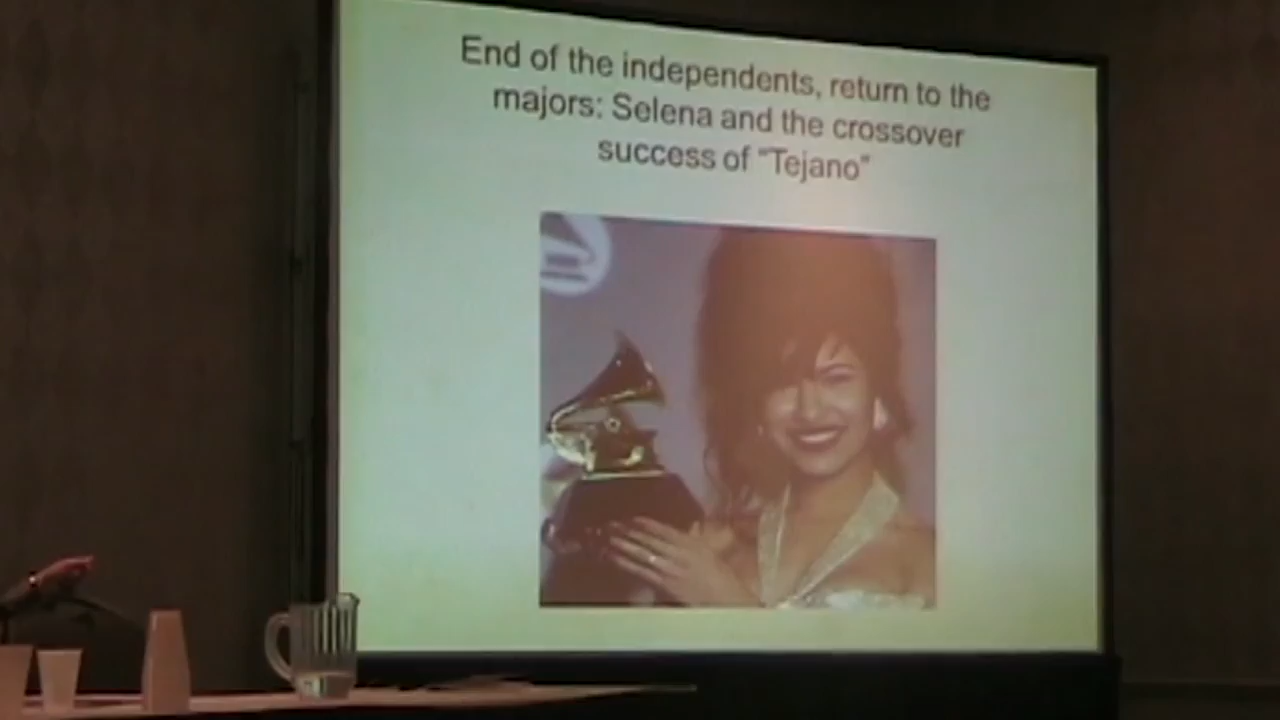 End of the independents, return to the
majors: Selena and the crossover
success of "Tejano"